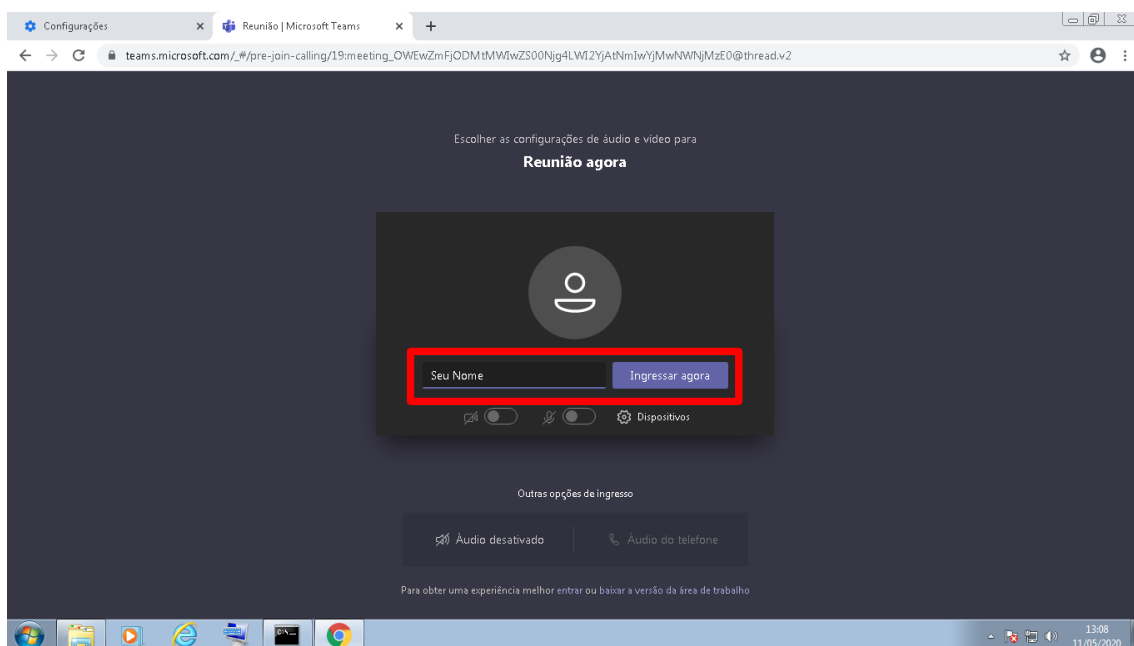 Configurações
Reunião | Microsoft Teams
teams.microsoft.com/_#/pre-join-calling/19:meeting_OWEwZmFjODMtMWIwZS00Njg4LWI2YjAtNmIwYjMwNWNjMzE0@thread.v2
Escolher as configurações de áudio e vídeo para
Reunião agora
Seu Nome
Ingressar agora
Dispositivos
Outras opções de ingresso
Áudio desativado
Áudio do telefone
Para obter uma experiência melhor entrar ou baixar a versão da área de trabalho
13:08
11/05/2020